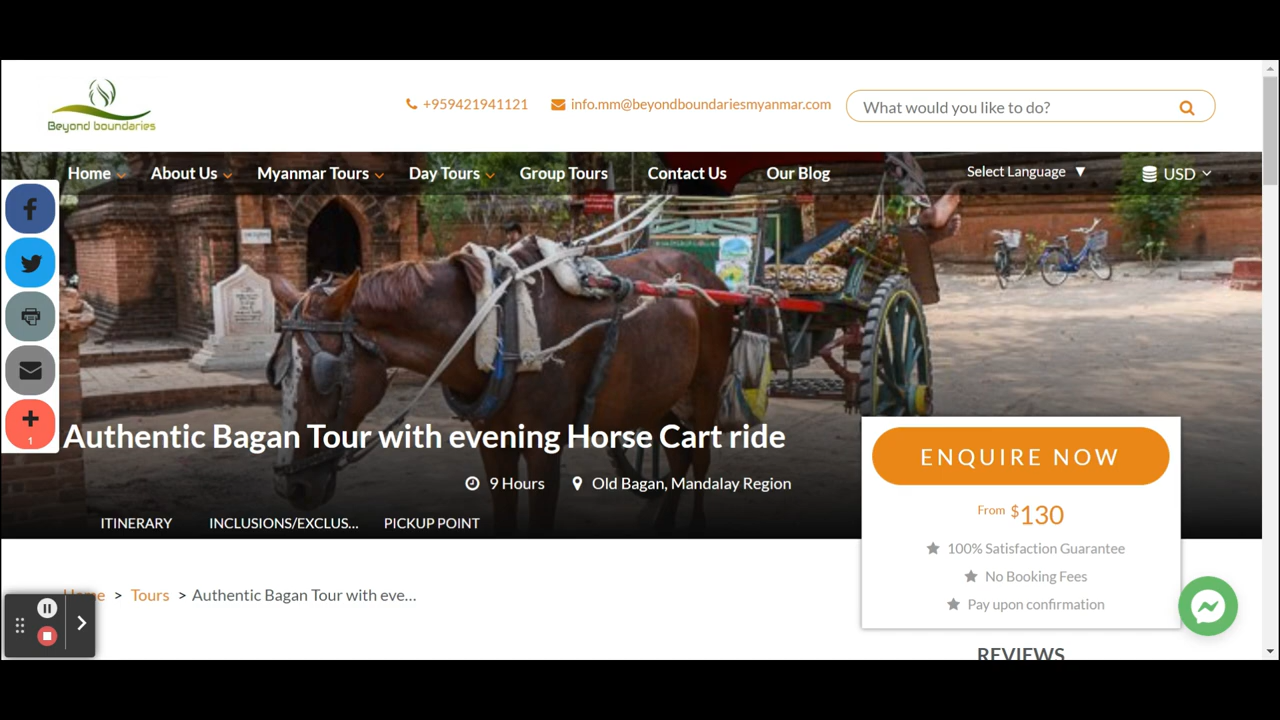 Beyond boundaries
+959421941121
info.mm@beyondboundariesmyanmar.com
What would you like to do?
Home
About Us
Myanmar Tours
Day Tours
Group Tours
Contact Us
Our Blog
Select Language ▼
USD
1
Authentic Bagan Tour with evening Horse Cart ride
9 Hours
Old Bagan, Mandalay Region
ITINERARY
INCLUSIONS/EXCLUS...
PICKUP POINT
ENQUIRE NOW
From $130
100% Satisfaction Guarantee
No Booking Fees
Pay upon confirmation
Home > Tours > Authentic Bagan Tour with eve...
REVIEWS